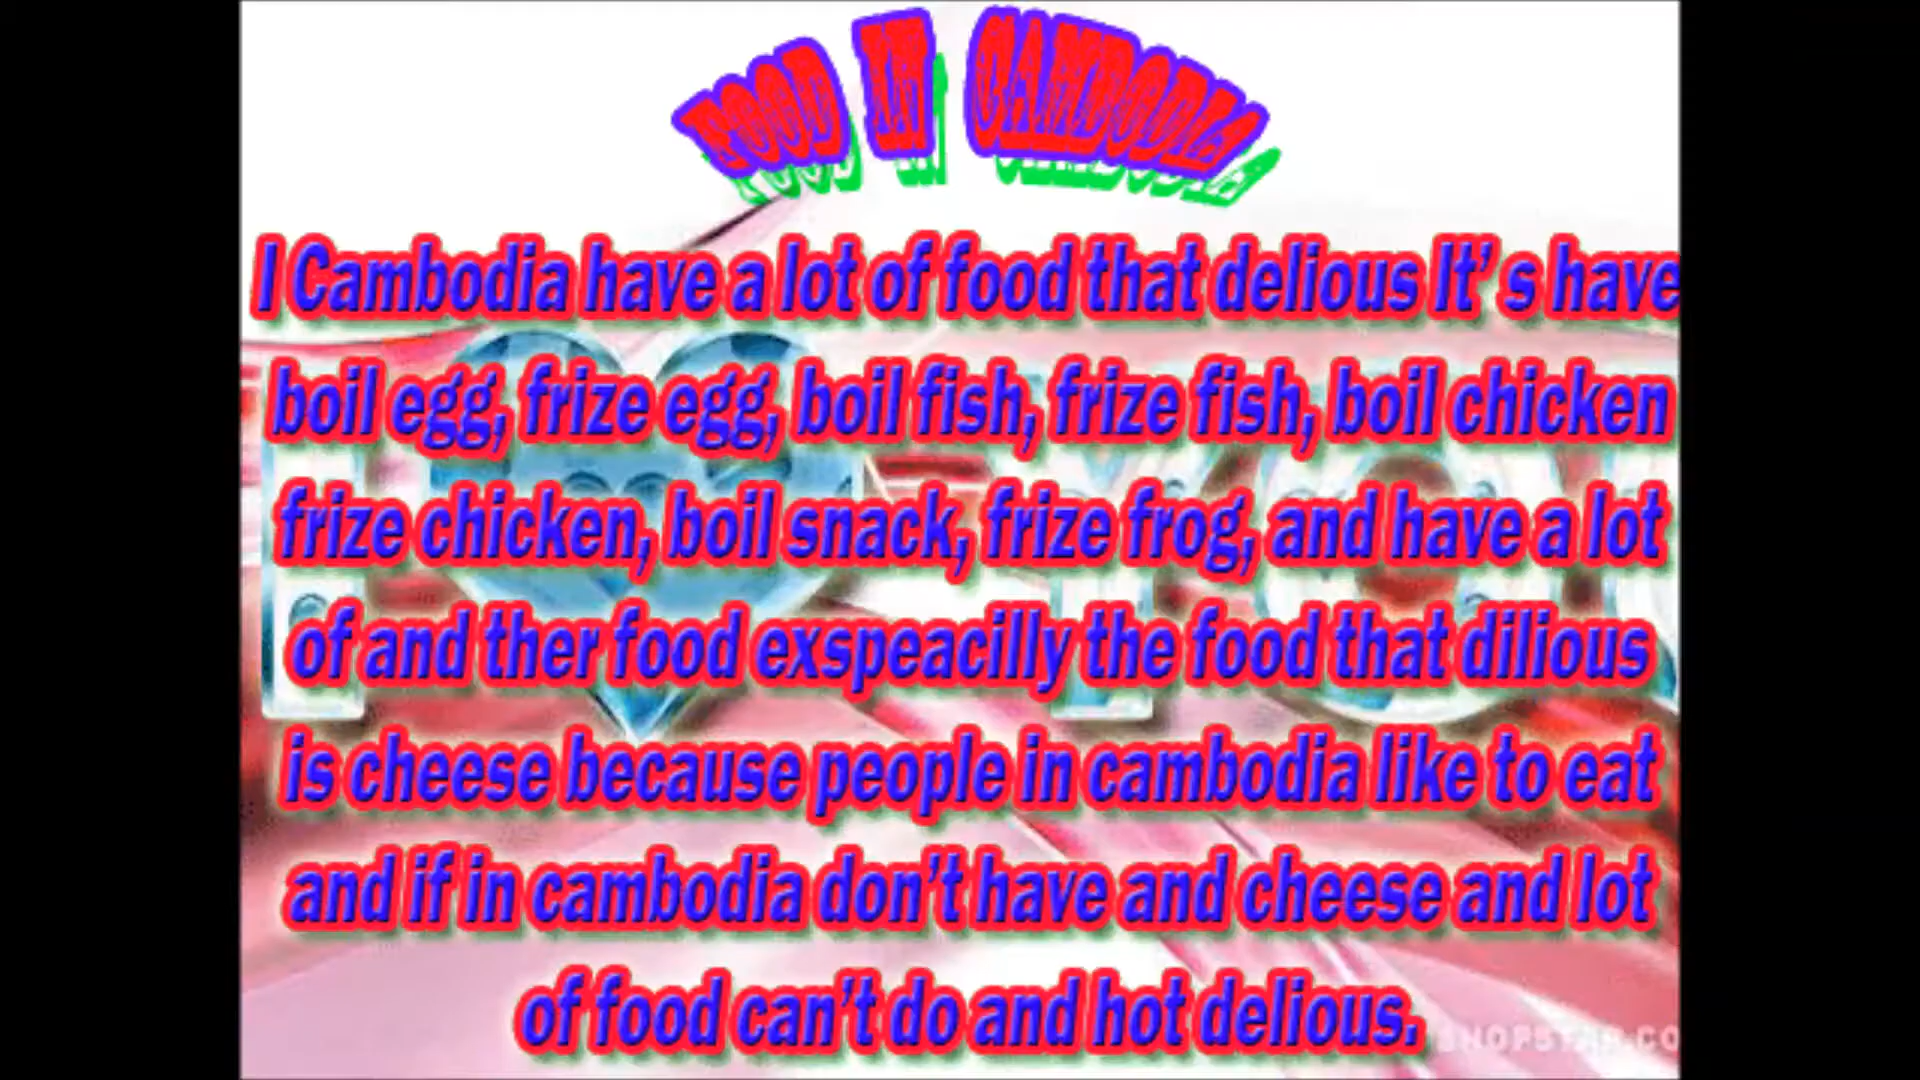 FOOD IN CAMBODIA
I Cambodia have a lot of food that delious It's have
boil egg, frize egg, boil fish, frize fish, boil chicken
frize chicken, boil snack, frize frog, and have a lot
of and ther food exspeacilly the food that dilious
is cheese because people in cambodia like to eat
and if in cambodia don't have and cheese and lot
of food can't do and hot delious.
I YOU